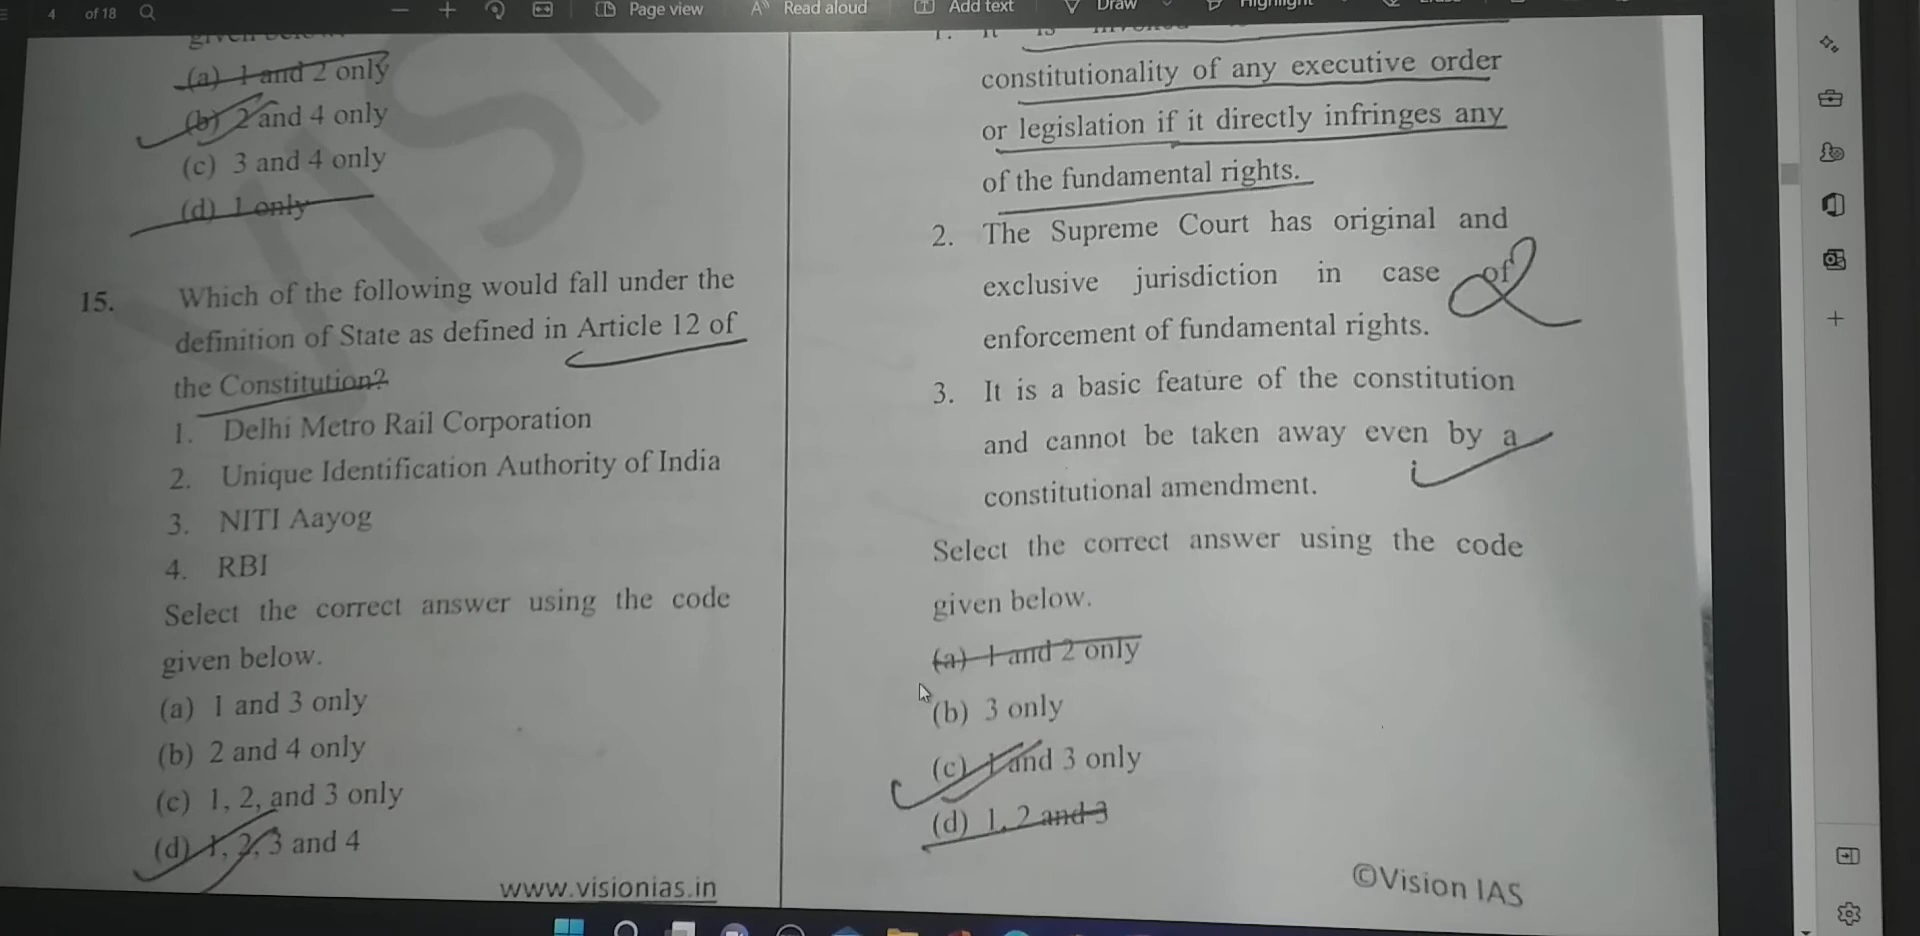 4 of 18
Page view
Read aloud
Add text
Draw
Highlight
(a) 1 and 2 only
(b) 2 and 4 only
(c) 3 and 4 only
(d) 1 only
15. Which of the following would fall under the
definition of State as defined in Article 12 of
the Constitution?
1. Delhi Metro Rail Corporation
2. Unique Identification Authority of India
3. NITI Aayog
4. RBI
Select the correct answer using the code
given below.
(a) 1 and 3 only
(b) 2 and 4 only
(c) 1, 2, and 3 only
(d) 1, 2, 3 and 4
www.visionias.in
constitutionality of any executive order
or legislation if it directly infringes any
of the fundamental rights.
2. The Supreme Court has original and
exclusive jurisdiction in case of
enforcement of fundamental rights.
3. It is a basic feature of the constitution
and cannot be taken away even by a
constitutional amendment.
Select the correct answer using the code
given below.
(a) 1 and 2 only
(b) 3 only
(c) 1 and 3 only
(d) 1, 2 and 3
©Vision IAS